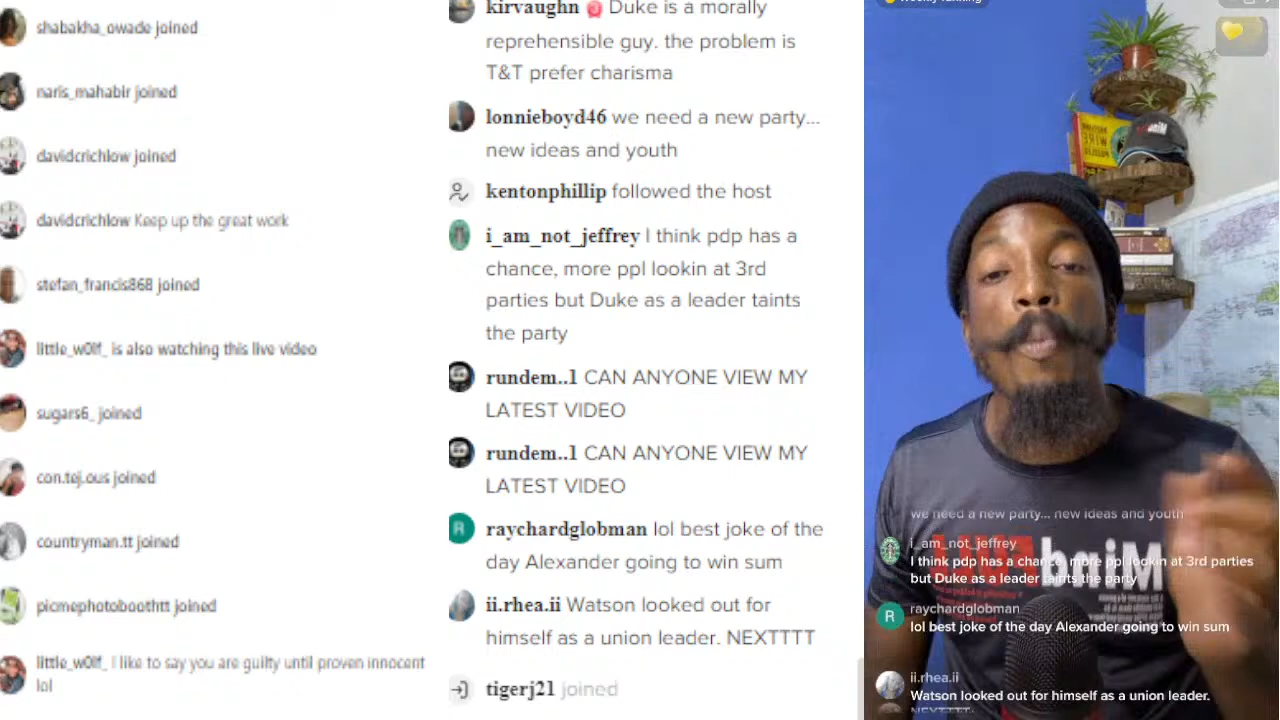 shabakha_owade joined
naris_mahabir joined
davidcrichlow joined
davidcrichlow Keep up the great work
stefan_francis868 joined
little_w0lf_ is also watching this live video
sugars6_ joined
con.tej.ous joined
countryman.tt joined
picmephotoboothtt joined
little_w0lf_ I like to say you are guilty until proven innocent
lol
kirvaughn Duke is a morally
reprehensible guy. the problem is
T&T prefer charisma
lonnieboyd46 we need a new party...
new ideas and youth
kentonphillip followed the host
i_am_not_jeffrey I think pdp has a
chance, more ppl lookin at 3rd
parties but Duke as a leader taints
the party
rundem..1 CAN ANYONE VIEW MY
LATEST VIDEO
rundem..1 CAN ANYONE VIEW MY
LATEST VIDEO
R
raychardglobman lol best joke of the
day Alexander going to win sum
ii.rhea.ii Watson looked out for
himself as a union leader. NEXTTTT
tigerj21 joined
weekly ranking
WIRE
Mind
we need a new party... new ideas and youth
i_am_not_jeffrey
I think pdp has a chance, more ppl lookin at 3rd parties
but Duke as a leader taints the party
R
raychardglobman
lol best joke of the day Alexander going to win sum
ii.rhea.ii
Watson looked out for himself as a union leader.
NEXTTTT